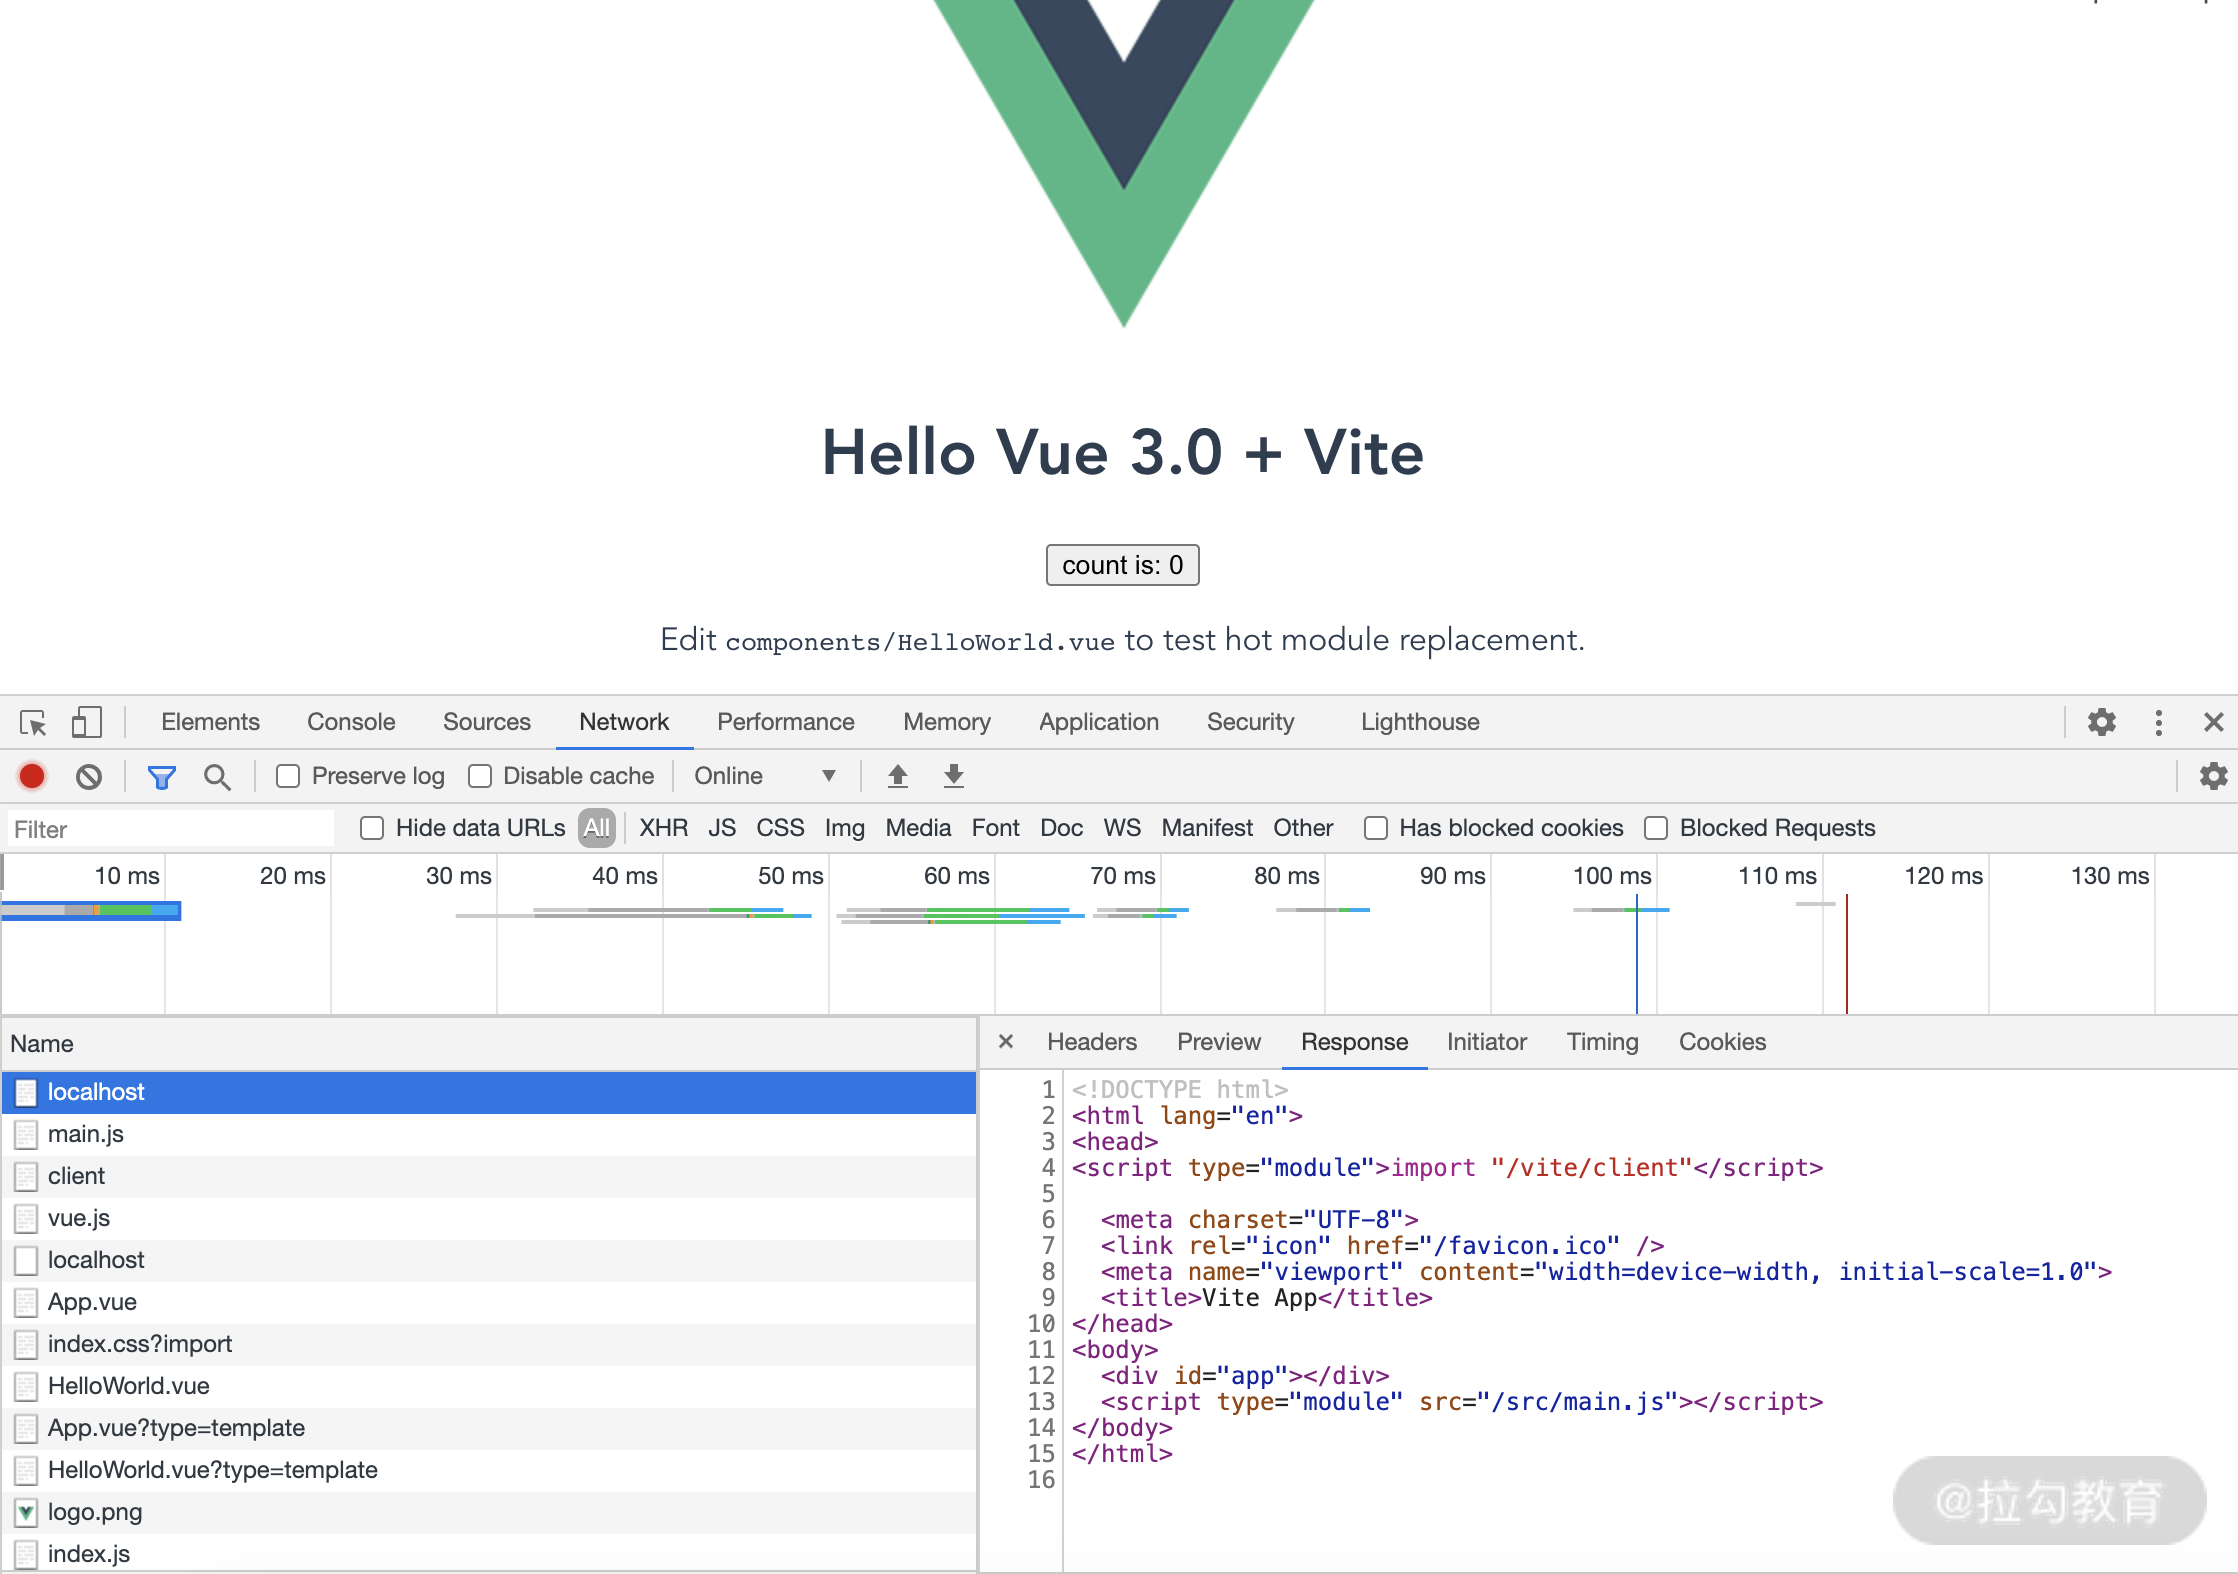 Hello Vue 3.0 + Vite
count is: 0
Edit components/HelloWorld.vue to test hot module replacement.
Elements Console Sources Network Performance Memory Application Security Lighthouse
Preserve log Disable cache Online
Filter Hide data URLs All XHR JS CSS Img Media Font Doc WS Manifest Other Has blocked cookies Blocked Requests
10 ms 20 ms 30 ms 40 ms 50 ms 60 ms 70 ms 80 ms 90 ms 100 ms 110 ms 120 ms 130 ms
Name
localhost
main.js
client
vue.js
localhost
App.vue
index.css?import
HelloWorld.vue
App.vue?type=template
HelloWorld.vue?type=template
logo.png
index.js
× Headers Preview Response Initiator Timing Cookies
1 <!DOCTYPE html>
2 <html lang="en">
3 <head>
4 <script type="module">import "/vite/client"</script>
5
6 <meta charset="UTF-8">
7 <link rel="icon" href="/favicon.ico" />
8 <meta name="viewport" content="width=device-width, initial-scale=1.0">
9 <title>Vite App</title>
10 </head>
11 <body>
12 <div id="app"></div>
13 <script type="module" src="/src/main.js"></script>
14 </body>
15 </html>
16
@拉勾教育